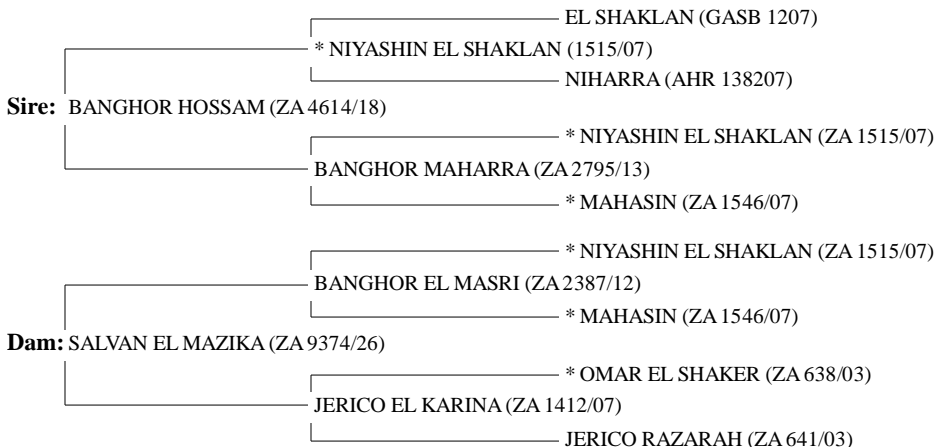 EL SHAKLAN (GASB 1207)
* NIYASHIN EL SHAKLAN (1515/07)
NIHARRA (AHR 138207)
Sire: BANGHOR HOSSAM (ZA 4614/18)
* NIYASHIN EL SHAKLAN (ZA 1515/07)
BANGHOR MAHARRA (ZA 2795/13)
* MAHASIN (ZA 1546/07)
* NIYASHIN EL SHAKLAN (ZA 1515/07)
BANGHOR EL MASRI (ZA 2387/12)
* MAHASIN (ZA 1546/07)
Dam: SALVAN EL MAZIKA (ZA 9374/26)
* OMAR EL SHAKER (ZA 638/03)
JERICO EL KARINA (ZA 1412/07)
JERICO RAZARAH (ZA 641/03)